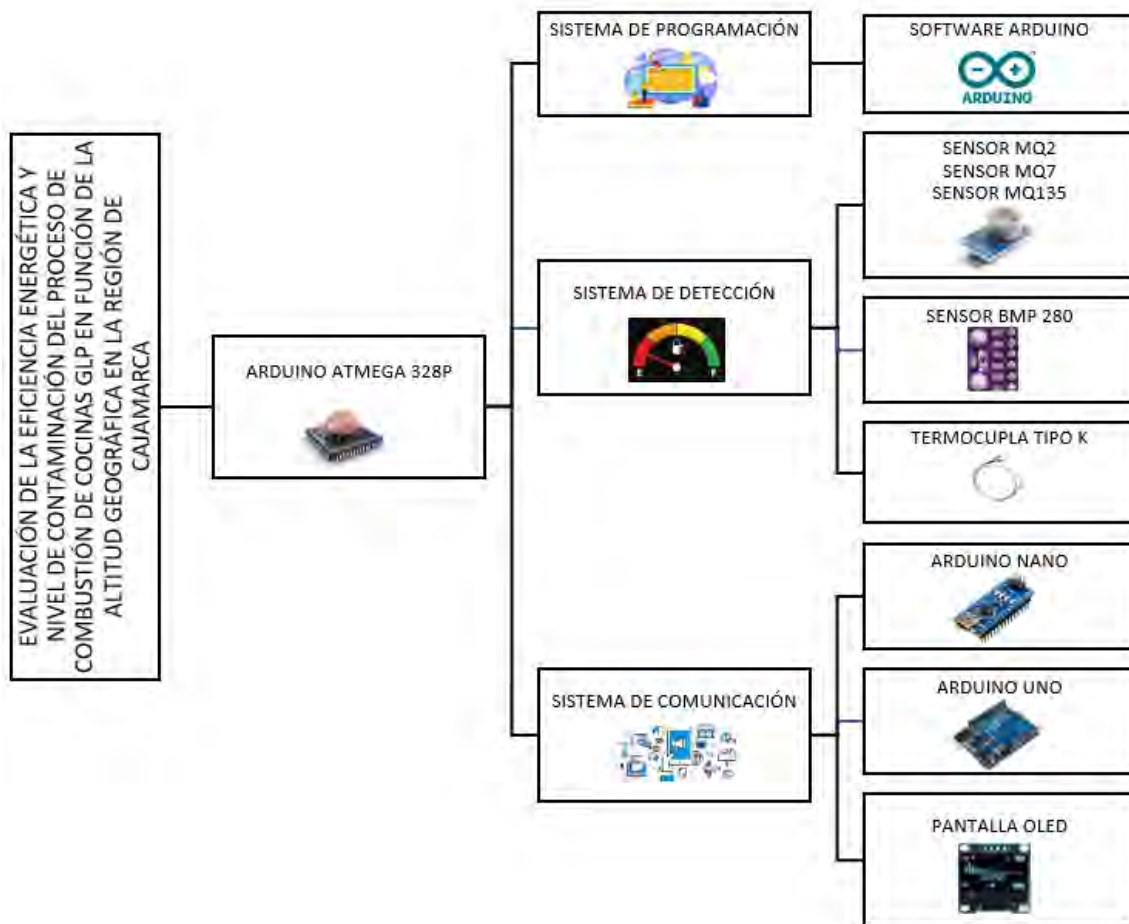 EVALUACIÓN DE LA EFICIENCIA ENERGÉTICA Y
NIVEL DE CONTAMINACIÓN DEL PROCESO DE
COMBUSTIÓN DE COCINAS GLP EN FUNCIÓN DE LA
ALTITUD GEOGRÁFICA EN LA REGIÓN DE
CAJAMARCA
ARDUINO ATMEGA 328P
SISTEMA DE PROGRAMACIÓN
SOFTWARE ARDUINO
ARDUINO
SISTEMA DE DETECCIÓN
E F
SENSOR MQ2
SENSOR MQ7
SENSOR MQ135
SENSOR BMP 280
TERMOCUPLA TIPO K
SISTEMA DE COMUNICACIÓN
ARDUINO NANO
ARDUINO UNO
PANTALLA OLED